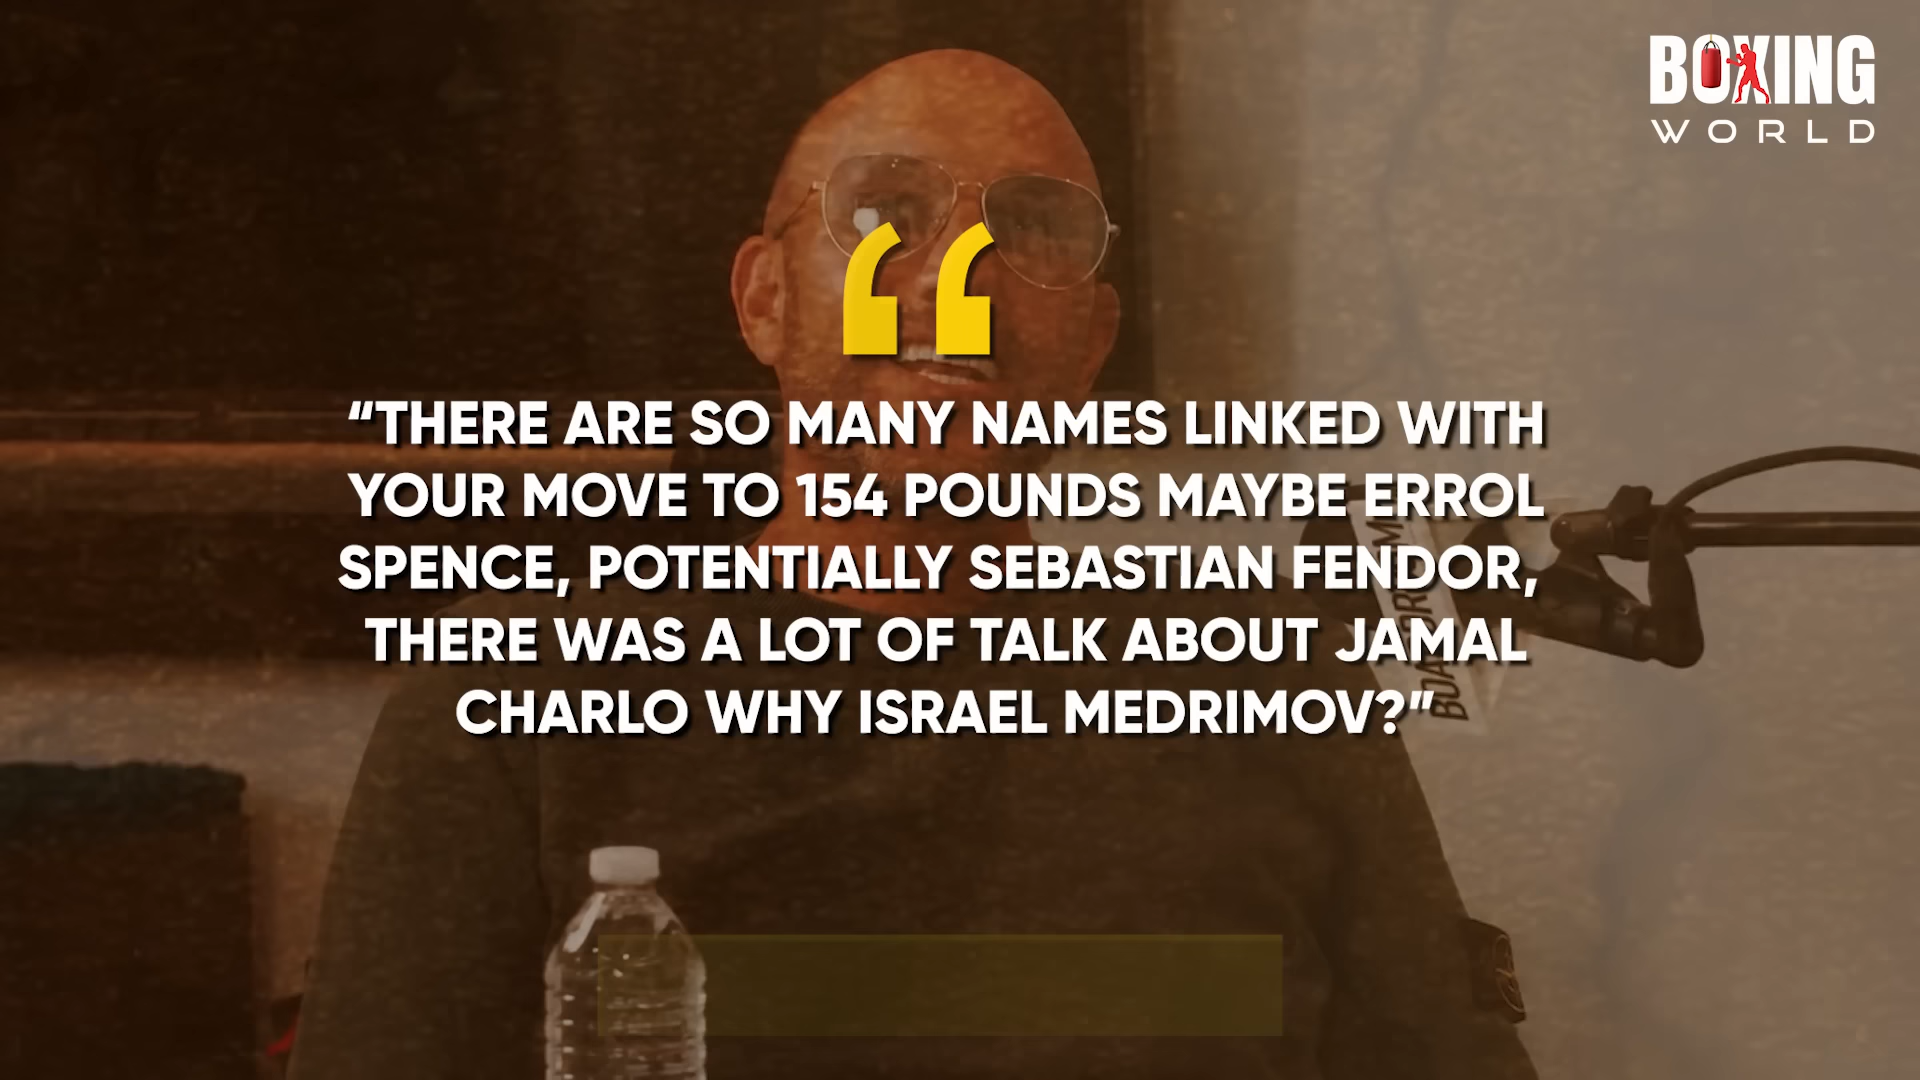 BOXING
WORLD
“THERE ARE SO MANY NAMES LINKED WITH
YOUR MOVE TO 154 POUNDS MAYBE ERROL
SPENCE, POTENTIALLY SEBASTIAN FENDOR,
THERE WAS A LOT OF TALK ABOUT JAMAL
CHARLO WHY ISRAEL MEDRIMOV?”